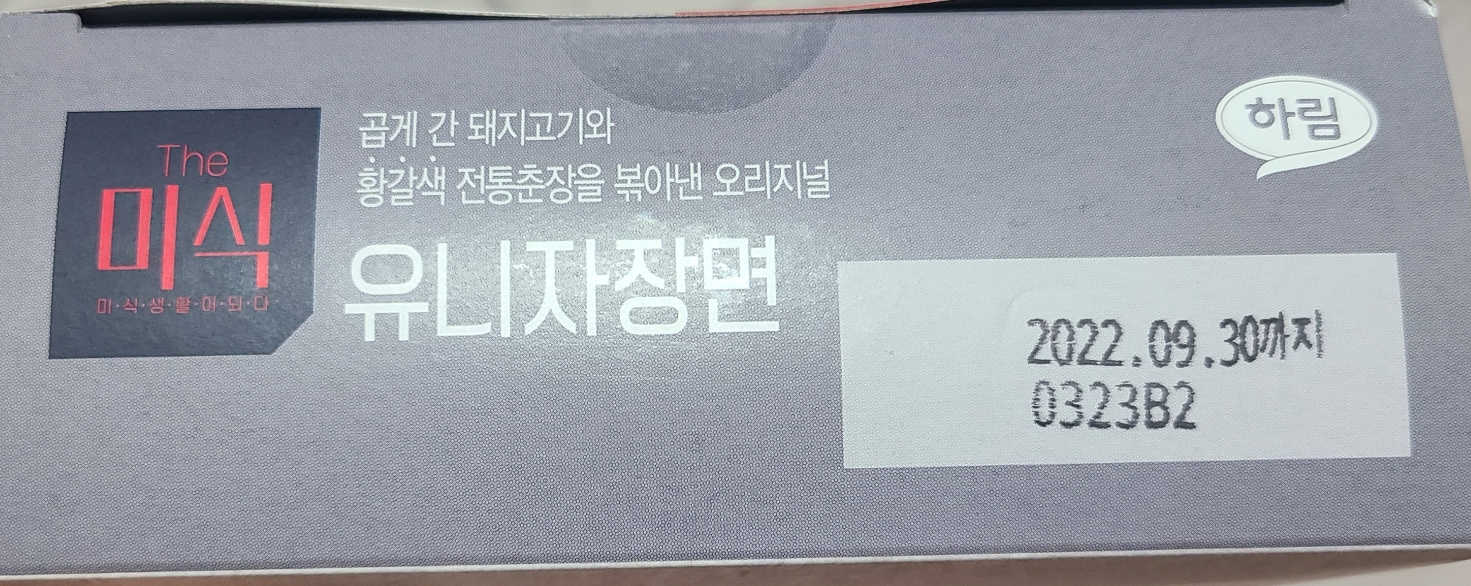 The
미식
미·식·생·활·이·되·다
곱게 간 돼지고기와
황갈색 전통춘장을 볶아낸 오리지널
유니자장면
하림
2022.09.30까지
0323B2